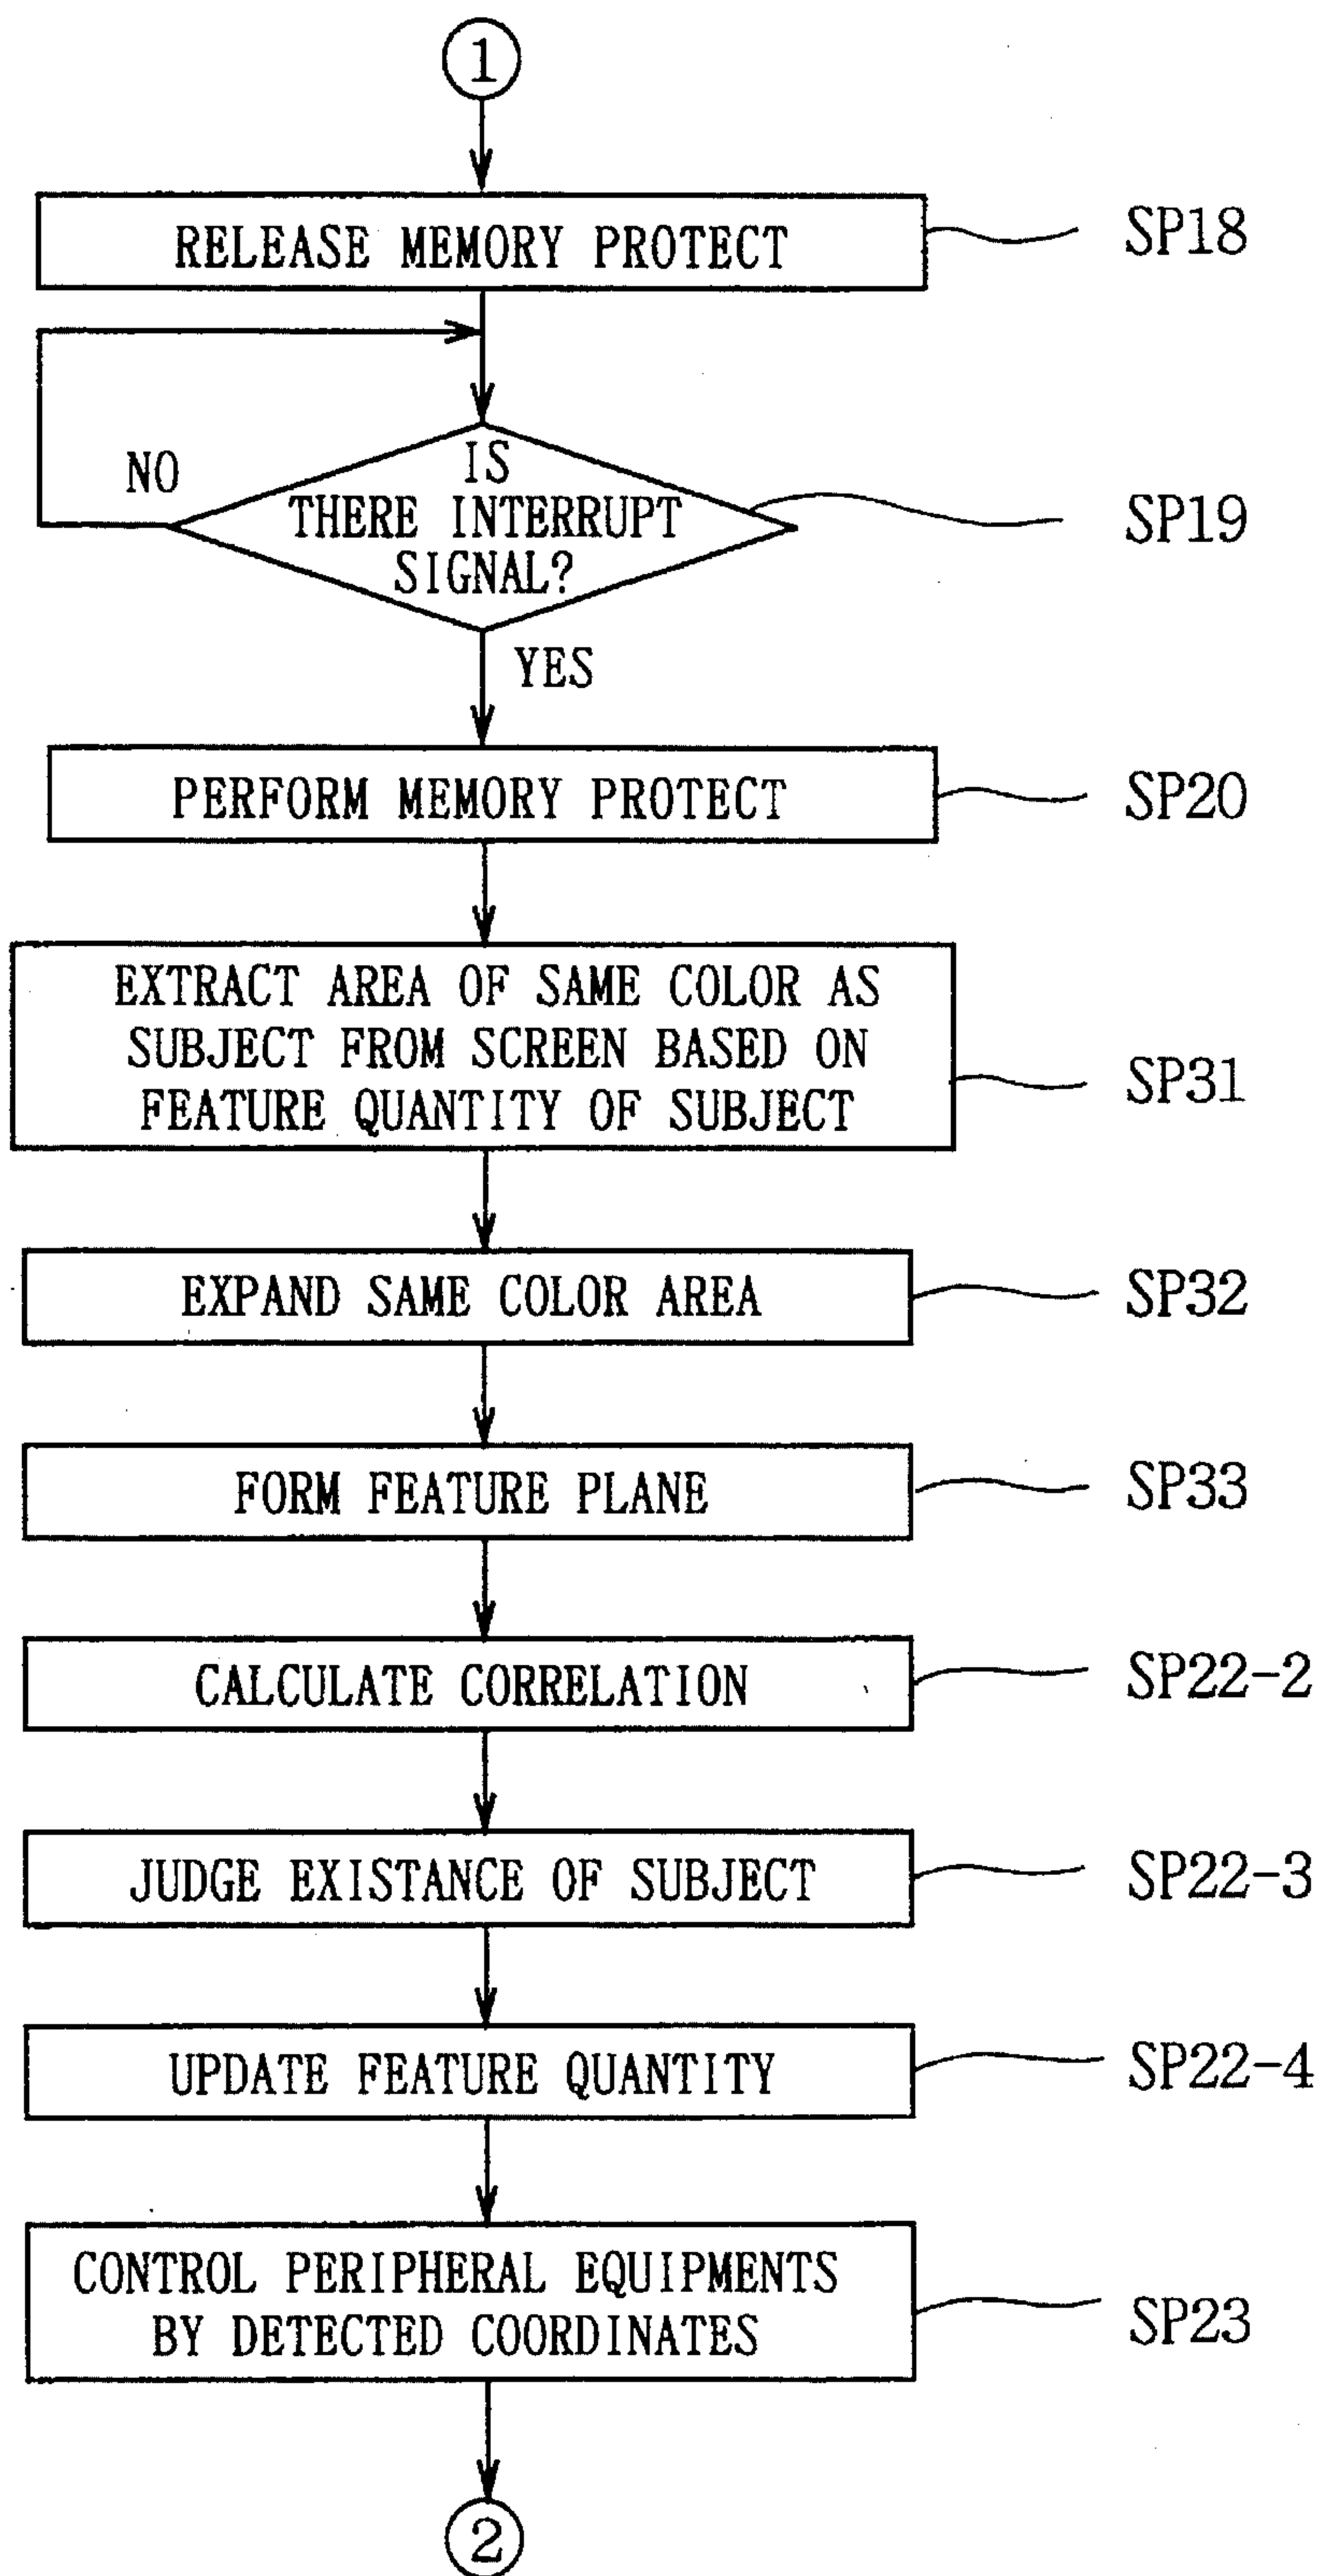 1
RELEASE MEMORY PROTECT
SP18
NO
IS
THERE INTERRUPT
SIGNAL?
SP19
YES
PERFORM MEMORY PROTECT
SP20
EXTRACT AREA OF SAME COLOR AS
SUBJECT FROM SCREEN BASED ON
FEATURE QUANTITY OF SUBJECT
SP31
EXPAND SAME COLOR AREA
SP32
FORM FEATURE PLANE
SP33
CALCULATE CORRELATION
SP22-2
JUDGE EXISTANCE OF SUBJECT
SP22-3
UPDATE FEATURE QUANTITY
SP22-4
CONTROL PERIPHERAL EQUIPMENTS
BY DETECTED COORDINATES
SP23
2